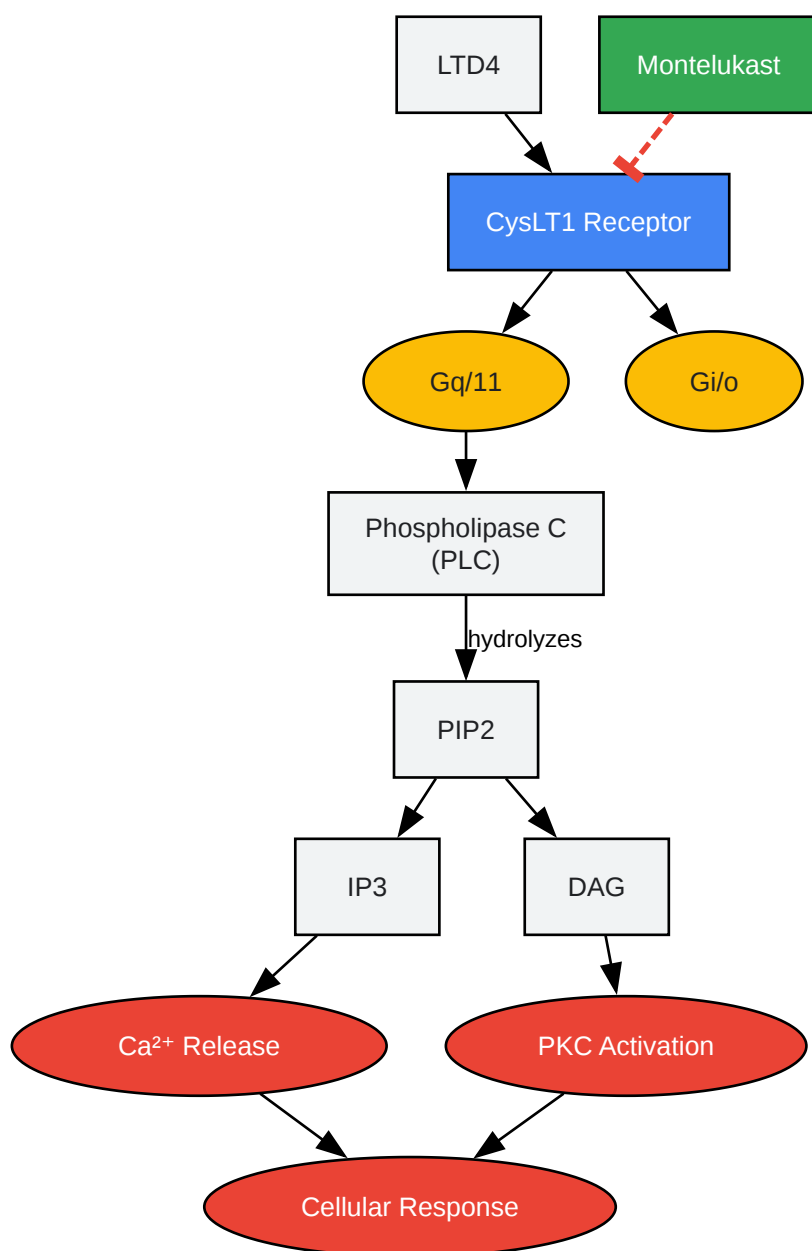 LTD4
Montelukast
CysLT1 Receptor
Gq/11
Gi/o
Phospholipase C
(PLC)
hydrolyzes
PIP2
IP3
DAG
Ca²⁺ Release
PKC Activation
Cellular Response